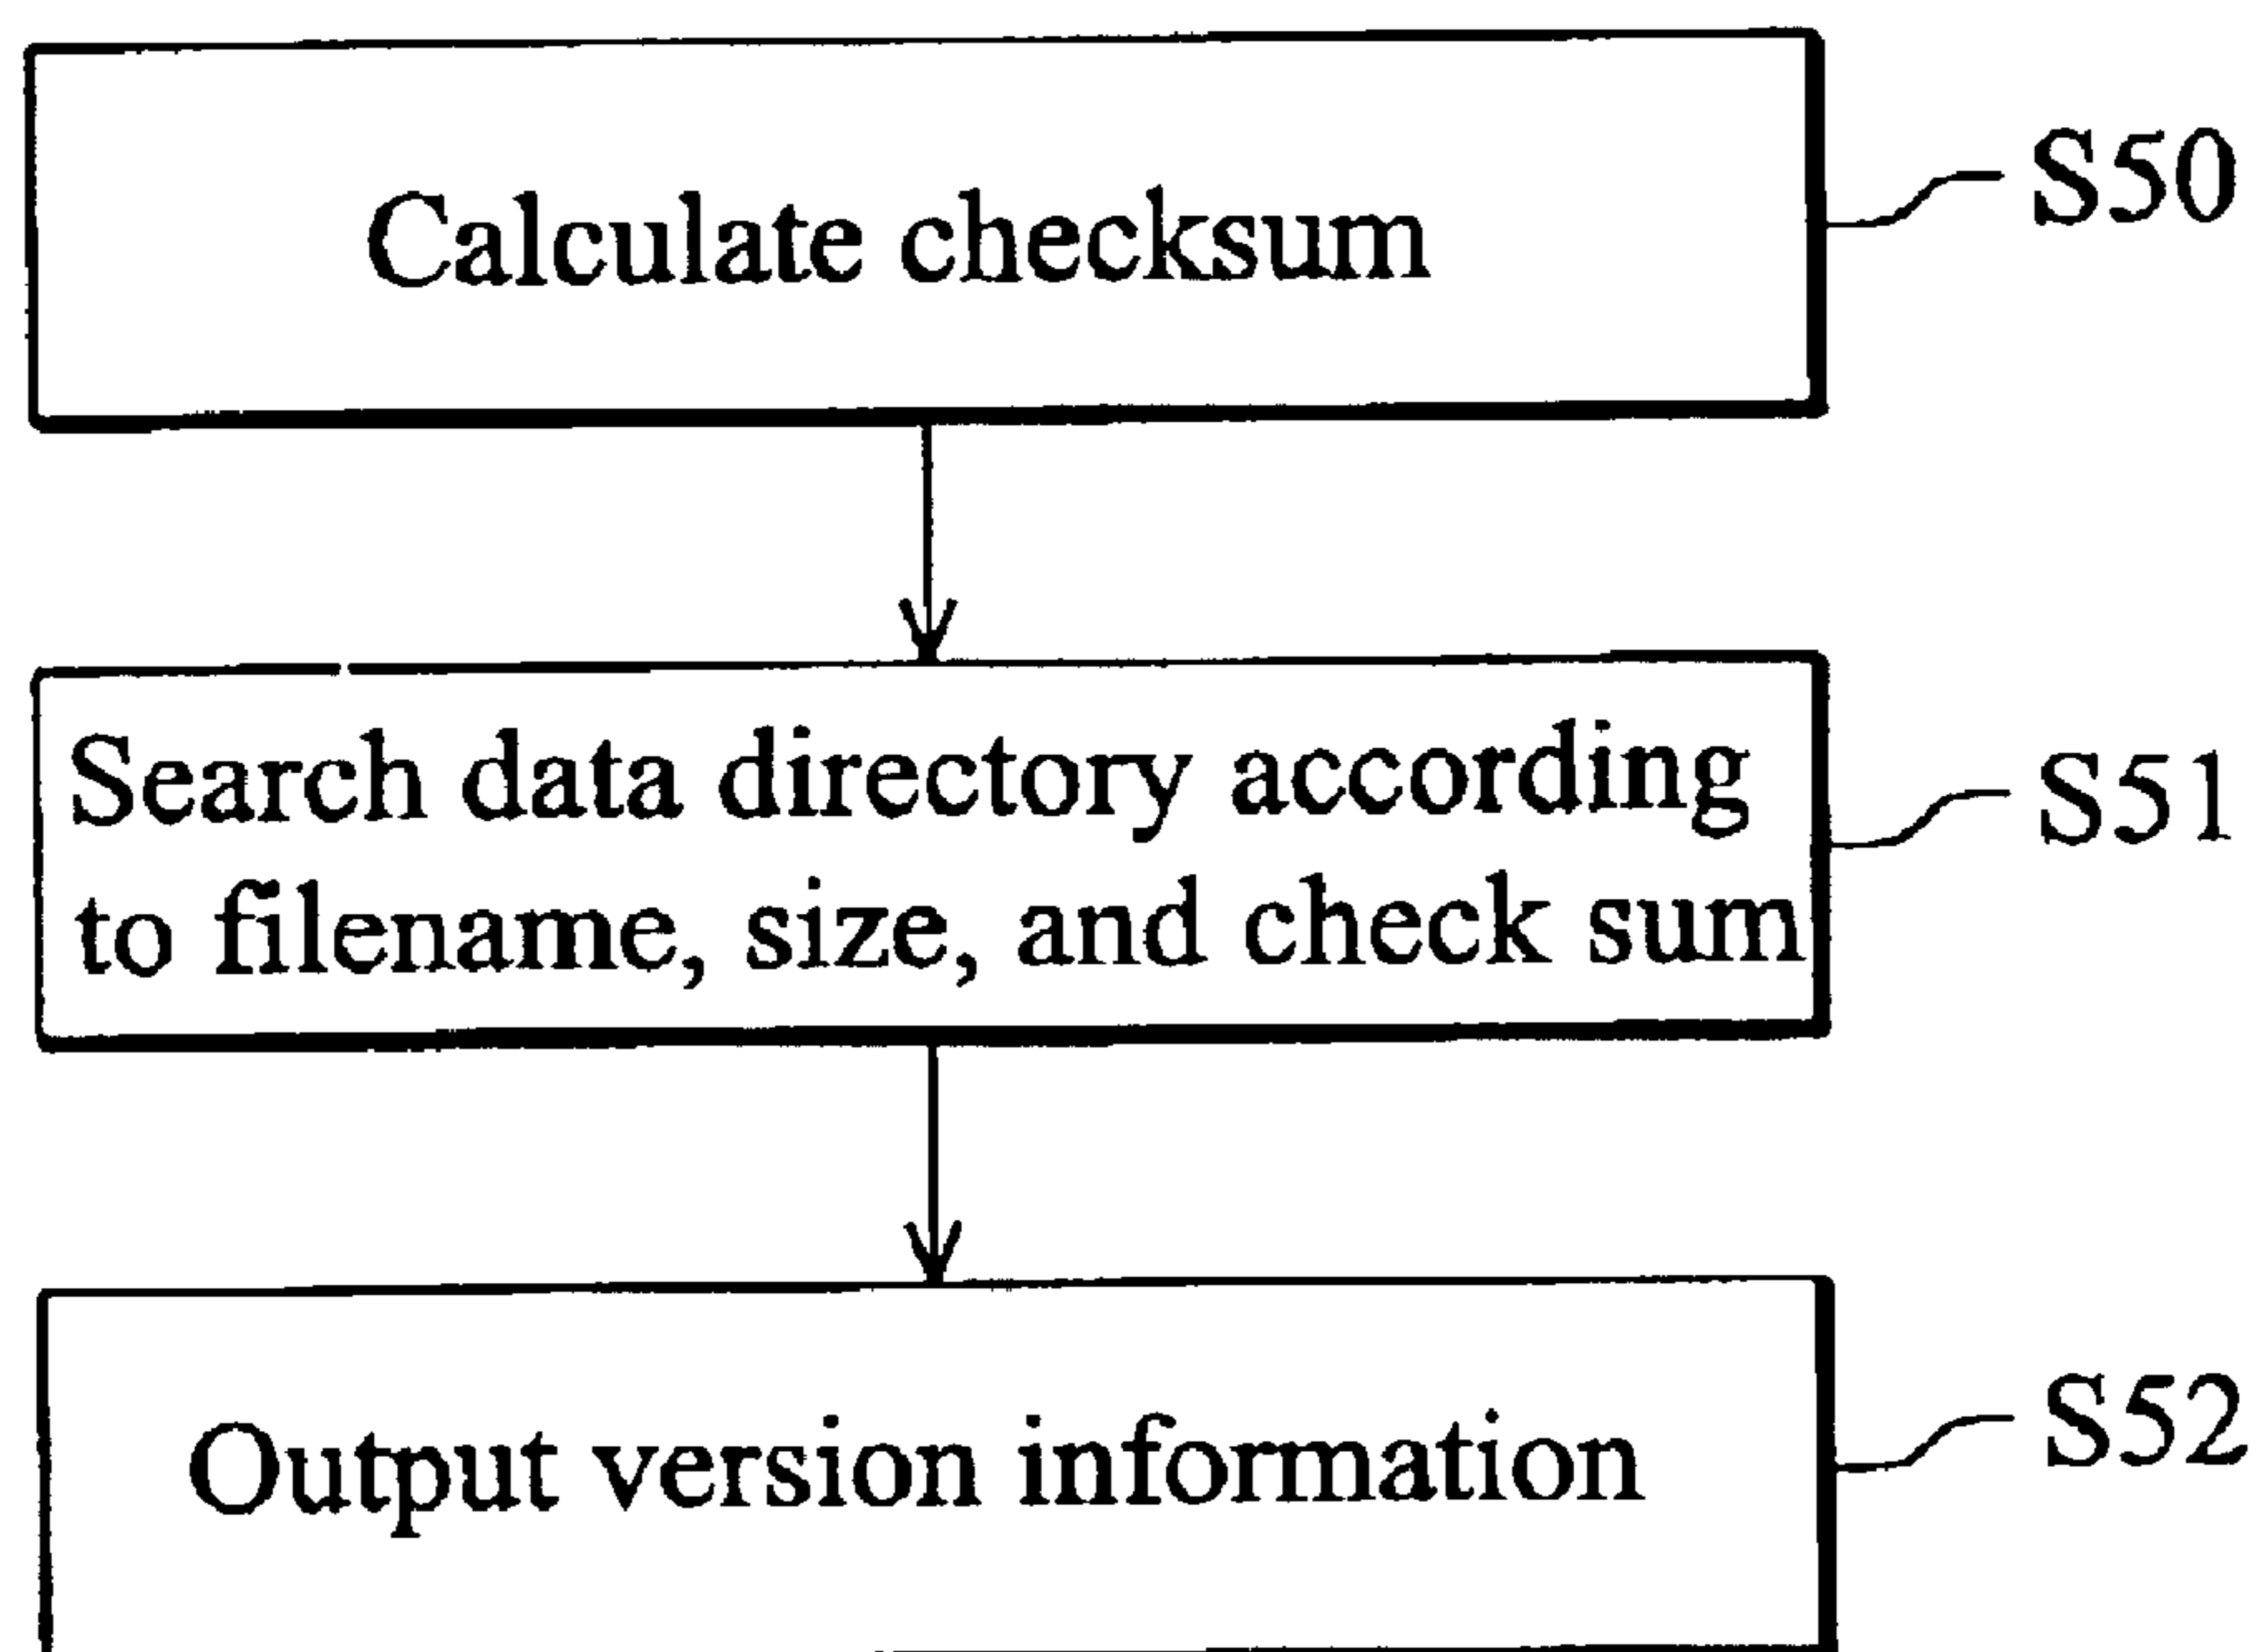 Calculate checksum
S50
Search data directory according
to filename, size, and check sum
S51
Output version information
S52